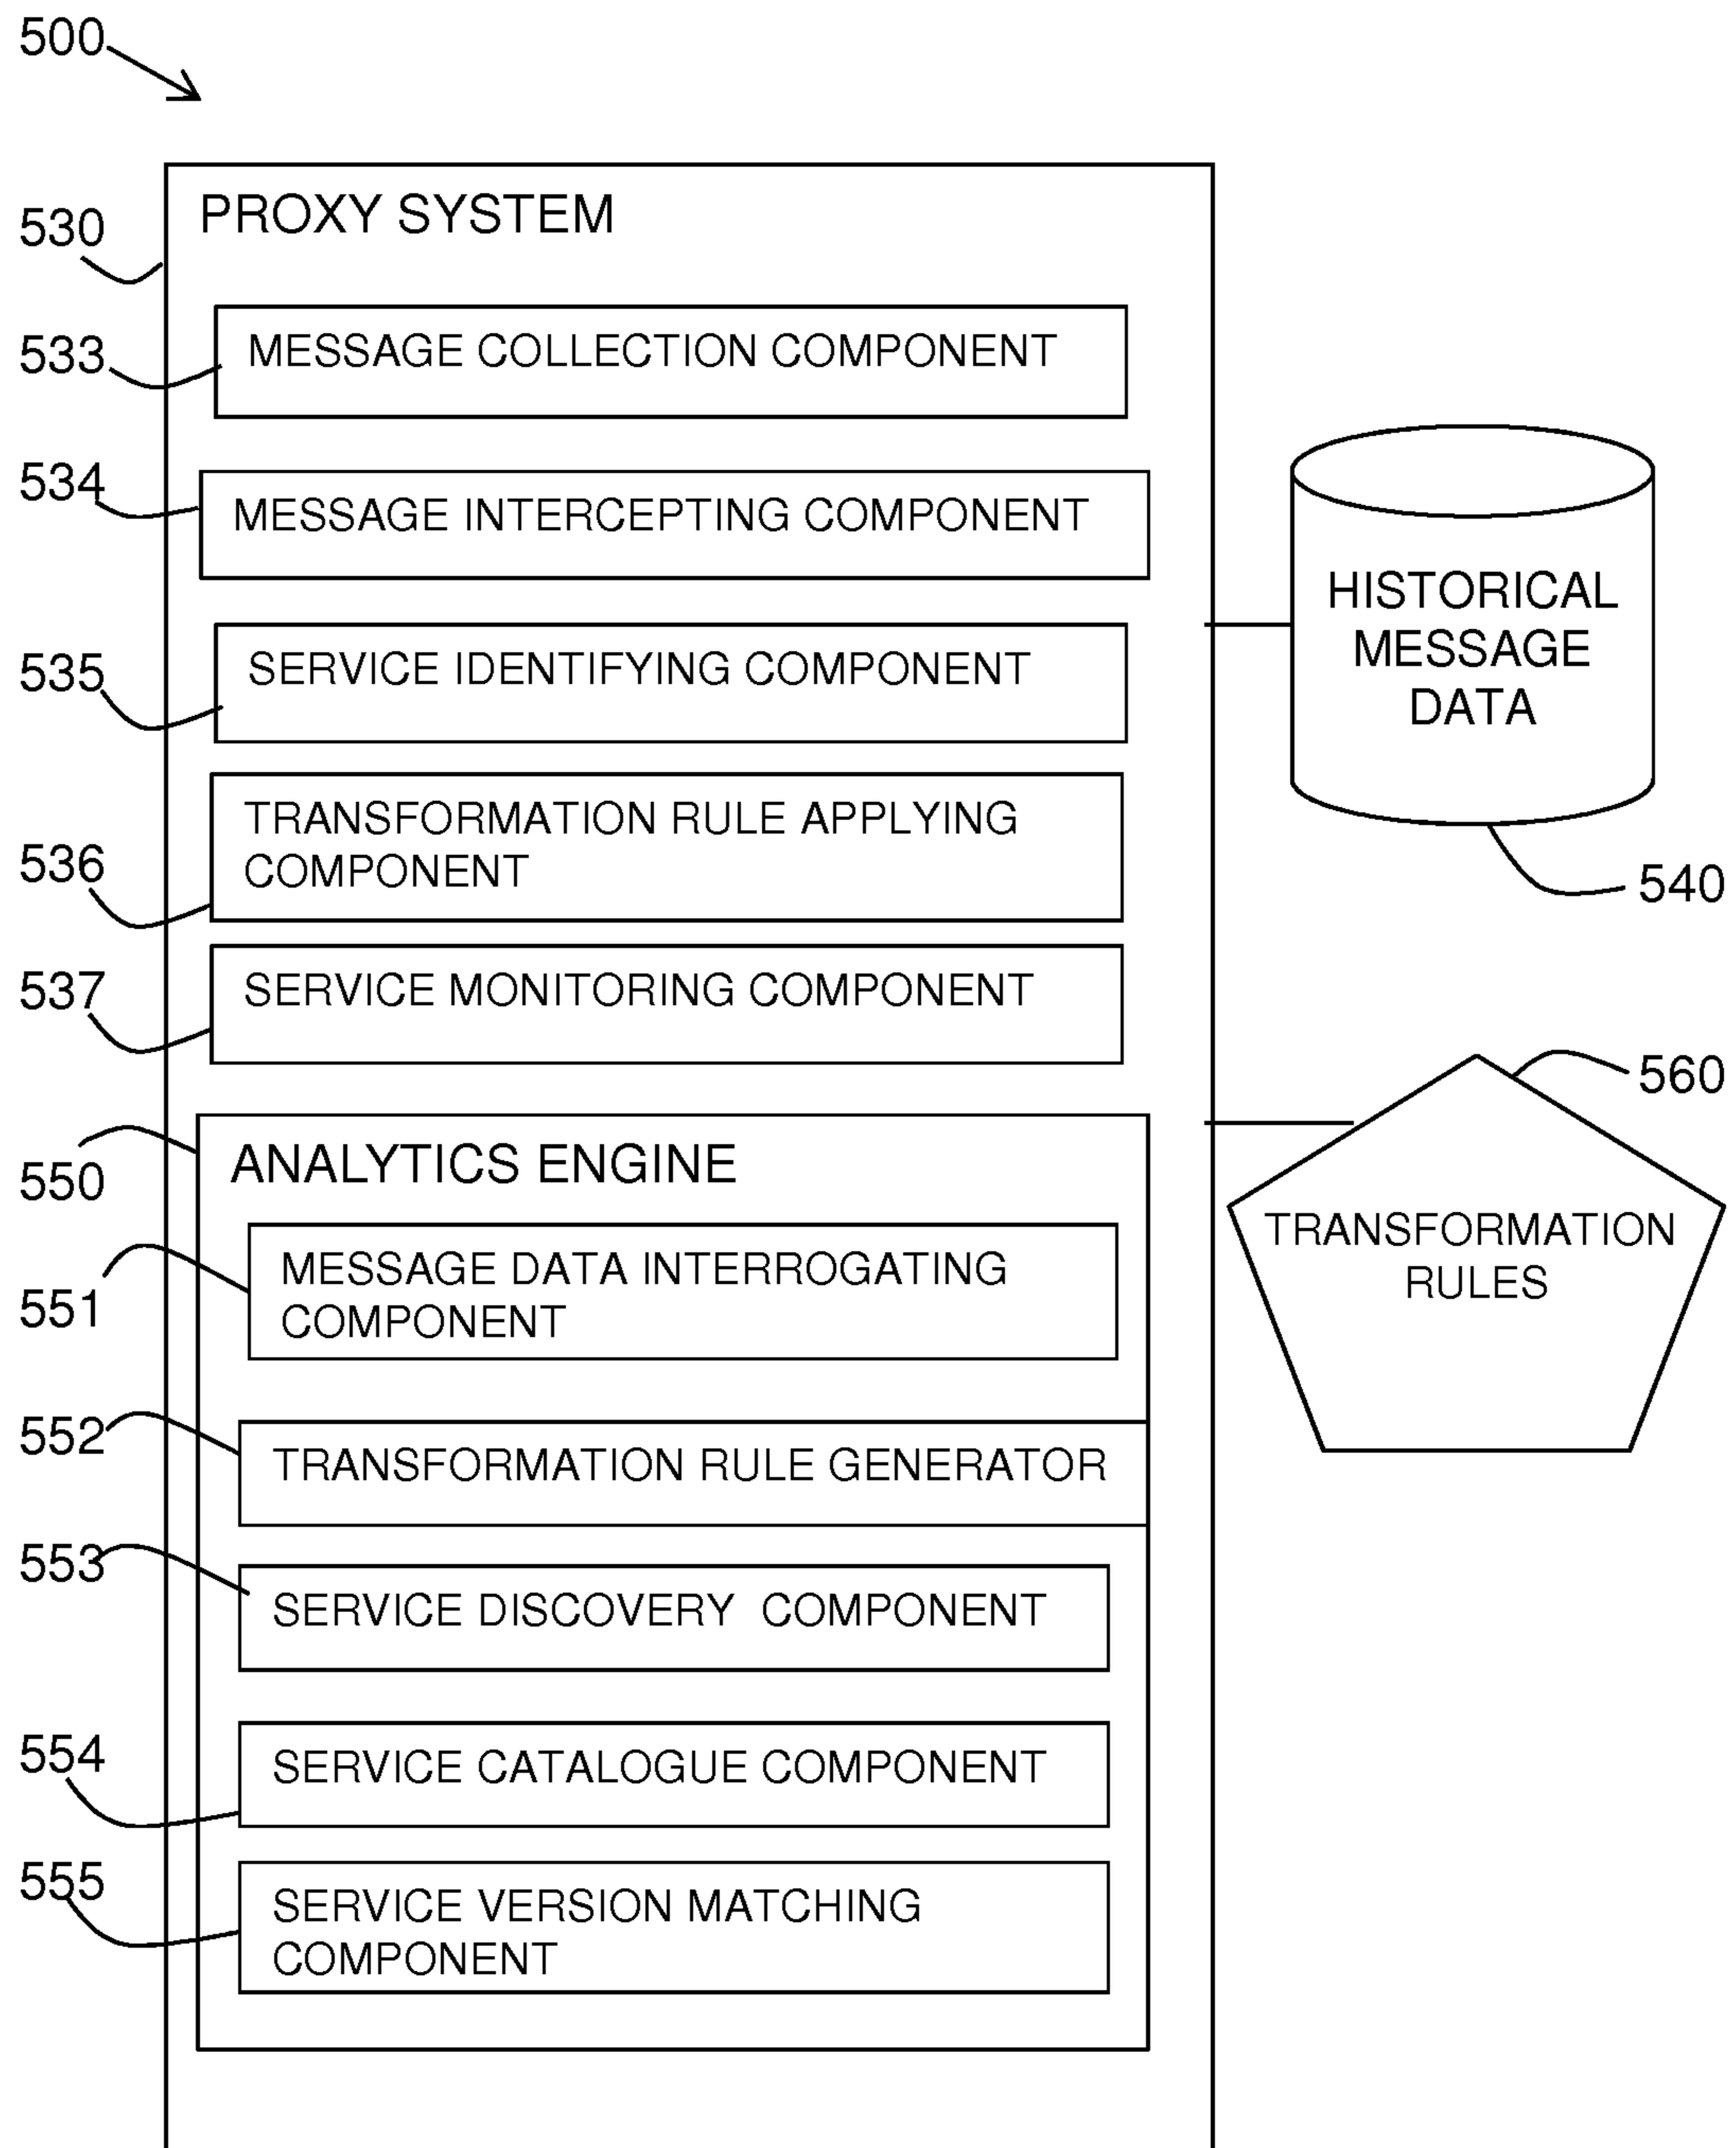 500
530
PROXY SYSTEM
533
MESSAGE COLLECTION COMPONENT
534
MESSAGE INTERCEPTING COMPONENT
535
SERVICE IDENTIFYING COMPONENT
536
TRANSFORMATION RULE APPLYING
COMPONENT
537
SERVICE MONITORING COMPONENT
HISTORICAL
MESSAGE
DATA
540
550
ANALYTICS ENGINE
551
MESSAGE DATA INTERROGATING
COMPONENT
552
TRANSFORMATION RULE GENERATOR
553
SERVICE DISCOVERY COMPONENT
554
SERVICE CATALOGUE COMPONENT
555
SERVICE VERSION MATCHING
COMPONENT
560
TRANSFORMATION
RULES